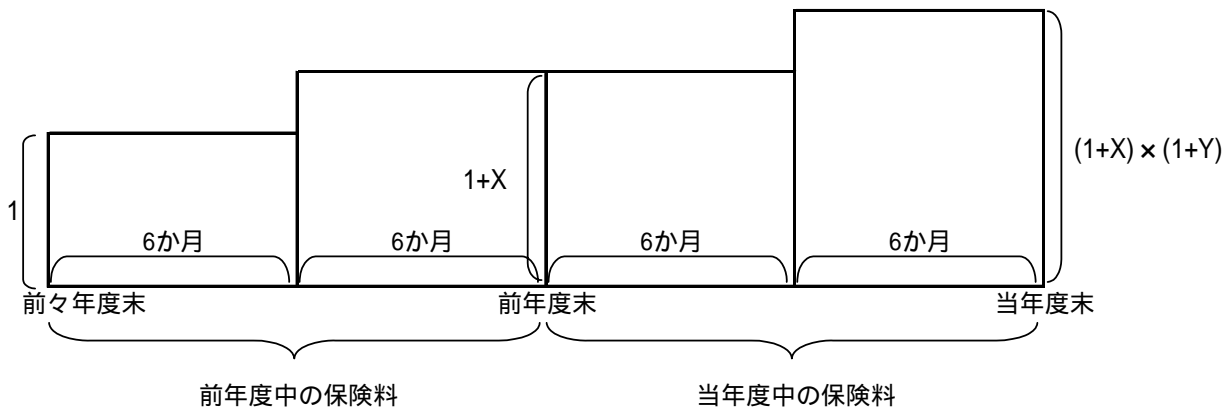 (1+X)×(1+Y)
1+X
1
6か月
6か月
6か月
6か月
前々年度末
前年度末
当年度末
前年度中の保険料
当年度中の保険料